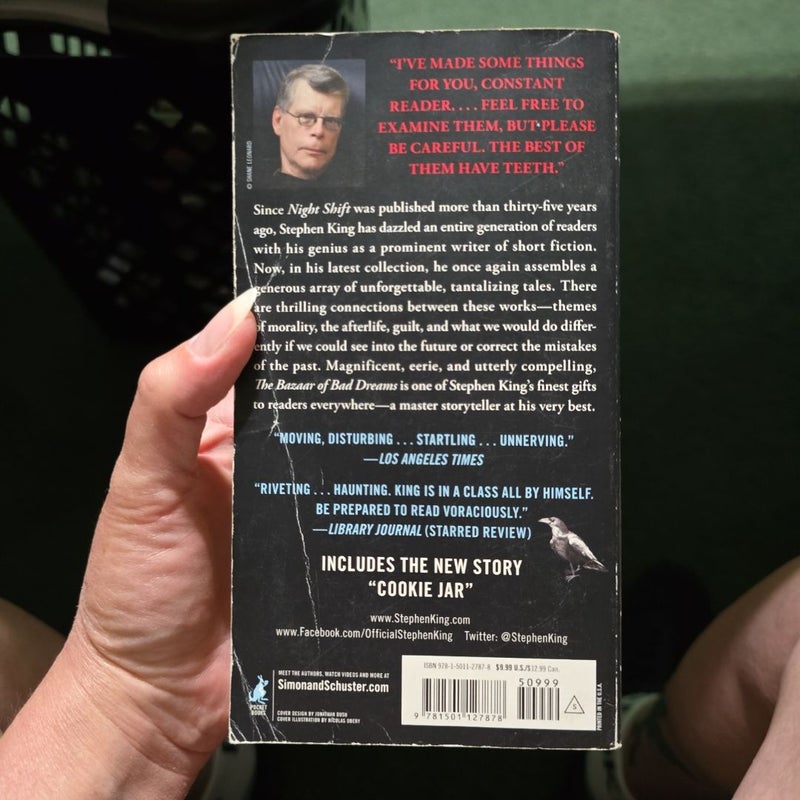 © SHANE LEONARD
“I’VE MADE SOME THINGS
FOR YOU, CONSTANT
READER. . . . FEEL FREE TO
EXAMINE THEM, BUT PLEASE
BE CAREFUL. THE BEST OF
THEM HAVE TEETH.”
Since Night Shift was published more than thirty-five years
ago, Stephen King has dazzled an entire generation of readers
with his genius as a prominent writer of short fiction.
Now, in his latest collection, he once again assembles a
generous array of unforgettable, tantalizing tales. There
are thrilling connections between these works—themes
of morality, the afterlife, guilt, and what we would do differ-
ently if we could see into the future or correct the mistakes
of the past. Magnificent, eerie, and utterly compelling,
The Bazaar of Bad Dreams is one of Stephen King’s finest gifts
to readers everywhere—a master storyteller at his very best.
“MOVING, DISTURBING . . . STARTLING . . . UNNERVING.”
—LOS ANGELES TIMES
“RIVETING . . . HAUNTING. KING IS IN A CLASS ALL BY HIMSELF.
BE PREPARED TO READ VORACIOUSLY.”
—LIBRARY JOURNAL (STARRED REVIEW)
INCLUDES THE NEW STORY
“COOKIE JAR”
www.StephenKing.com
www.Facebook.com/OfficialStephenKing Twitter: @StephenKing
POCKET
BOOKS
MEET THE AUTHORS, WATCH VIDEOS AND MORE AT
SimonandSchuster.com
COVER DESIGN BY JONATHAN BUSH
COVER ILLUSTRATION BY NICOLAS OBERY
ISBN 978-1-5011-2787-8 $9.99 U.S./$12.99 Can.
50999
9 781501 127878
S
PRINTED IN THE U.S.A.